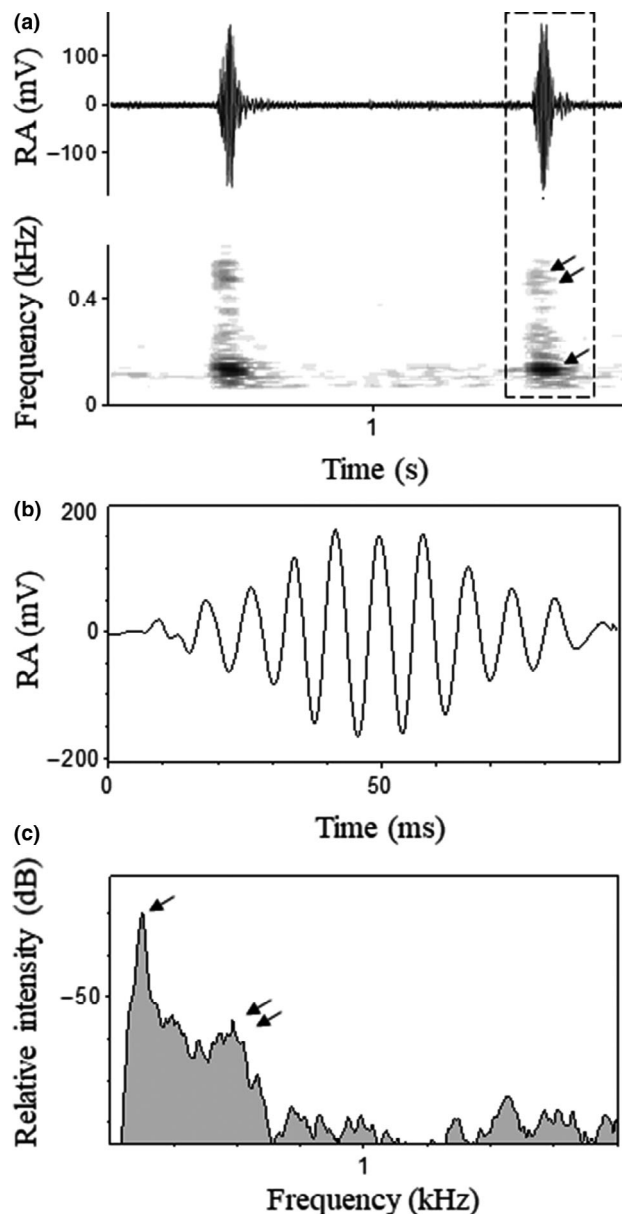 (a)
RA (mV)
100
0
−100
Frequency (kHz)
0.4
0
1
Time (s)
(b)
RA (mV)
200
0
−200
0
50
Time (ms)
(c)
Relative intensity (dB)
−50
1
Frequency (kHz)